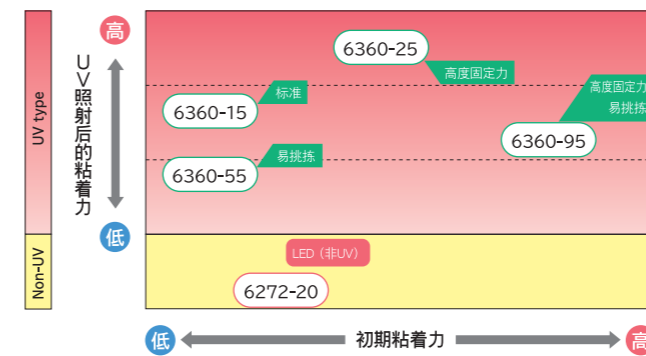 高
6360-25
高度固定力
UV type
UV照射后的粘着力
标准
6360-15
高度固定力
易挑拣
6360-95
易挑拣
6360-55
低
Non-UV
LED（非UV）
6272-20
低
初期粘着力
高